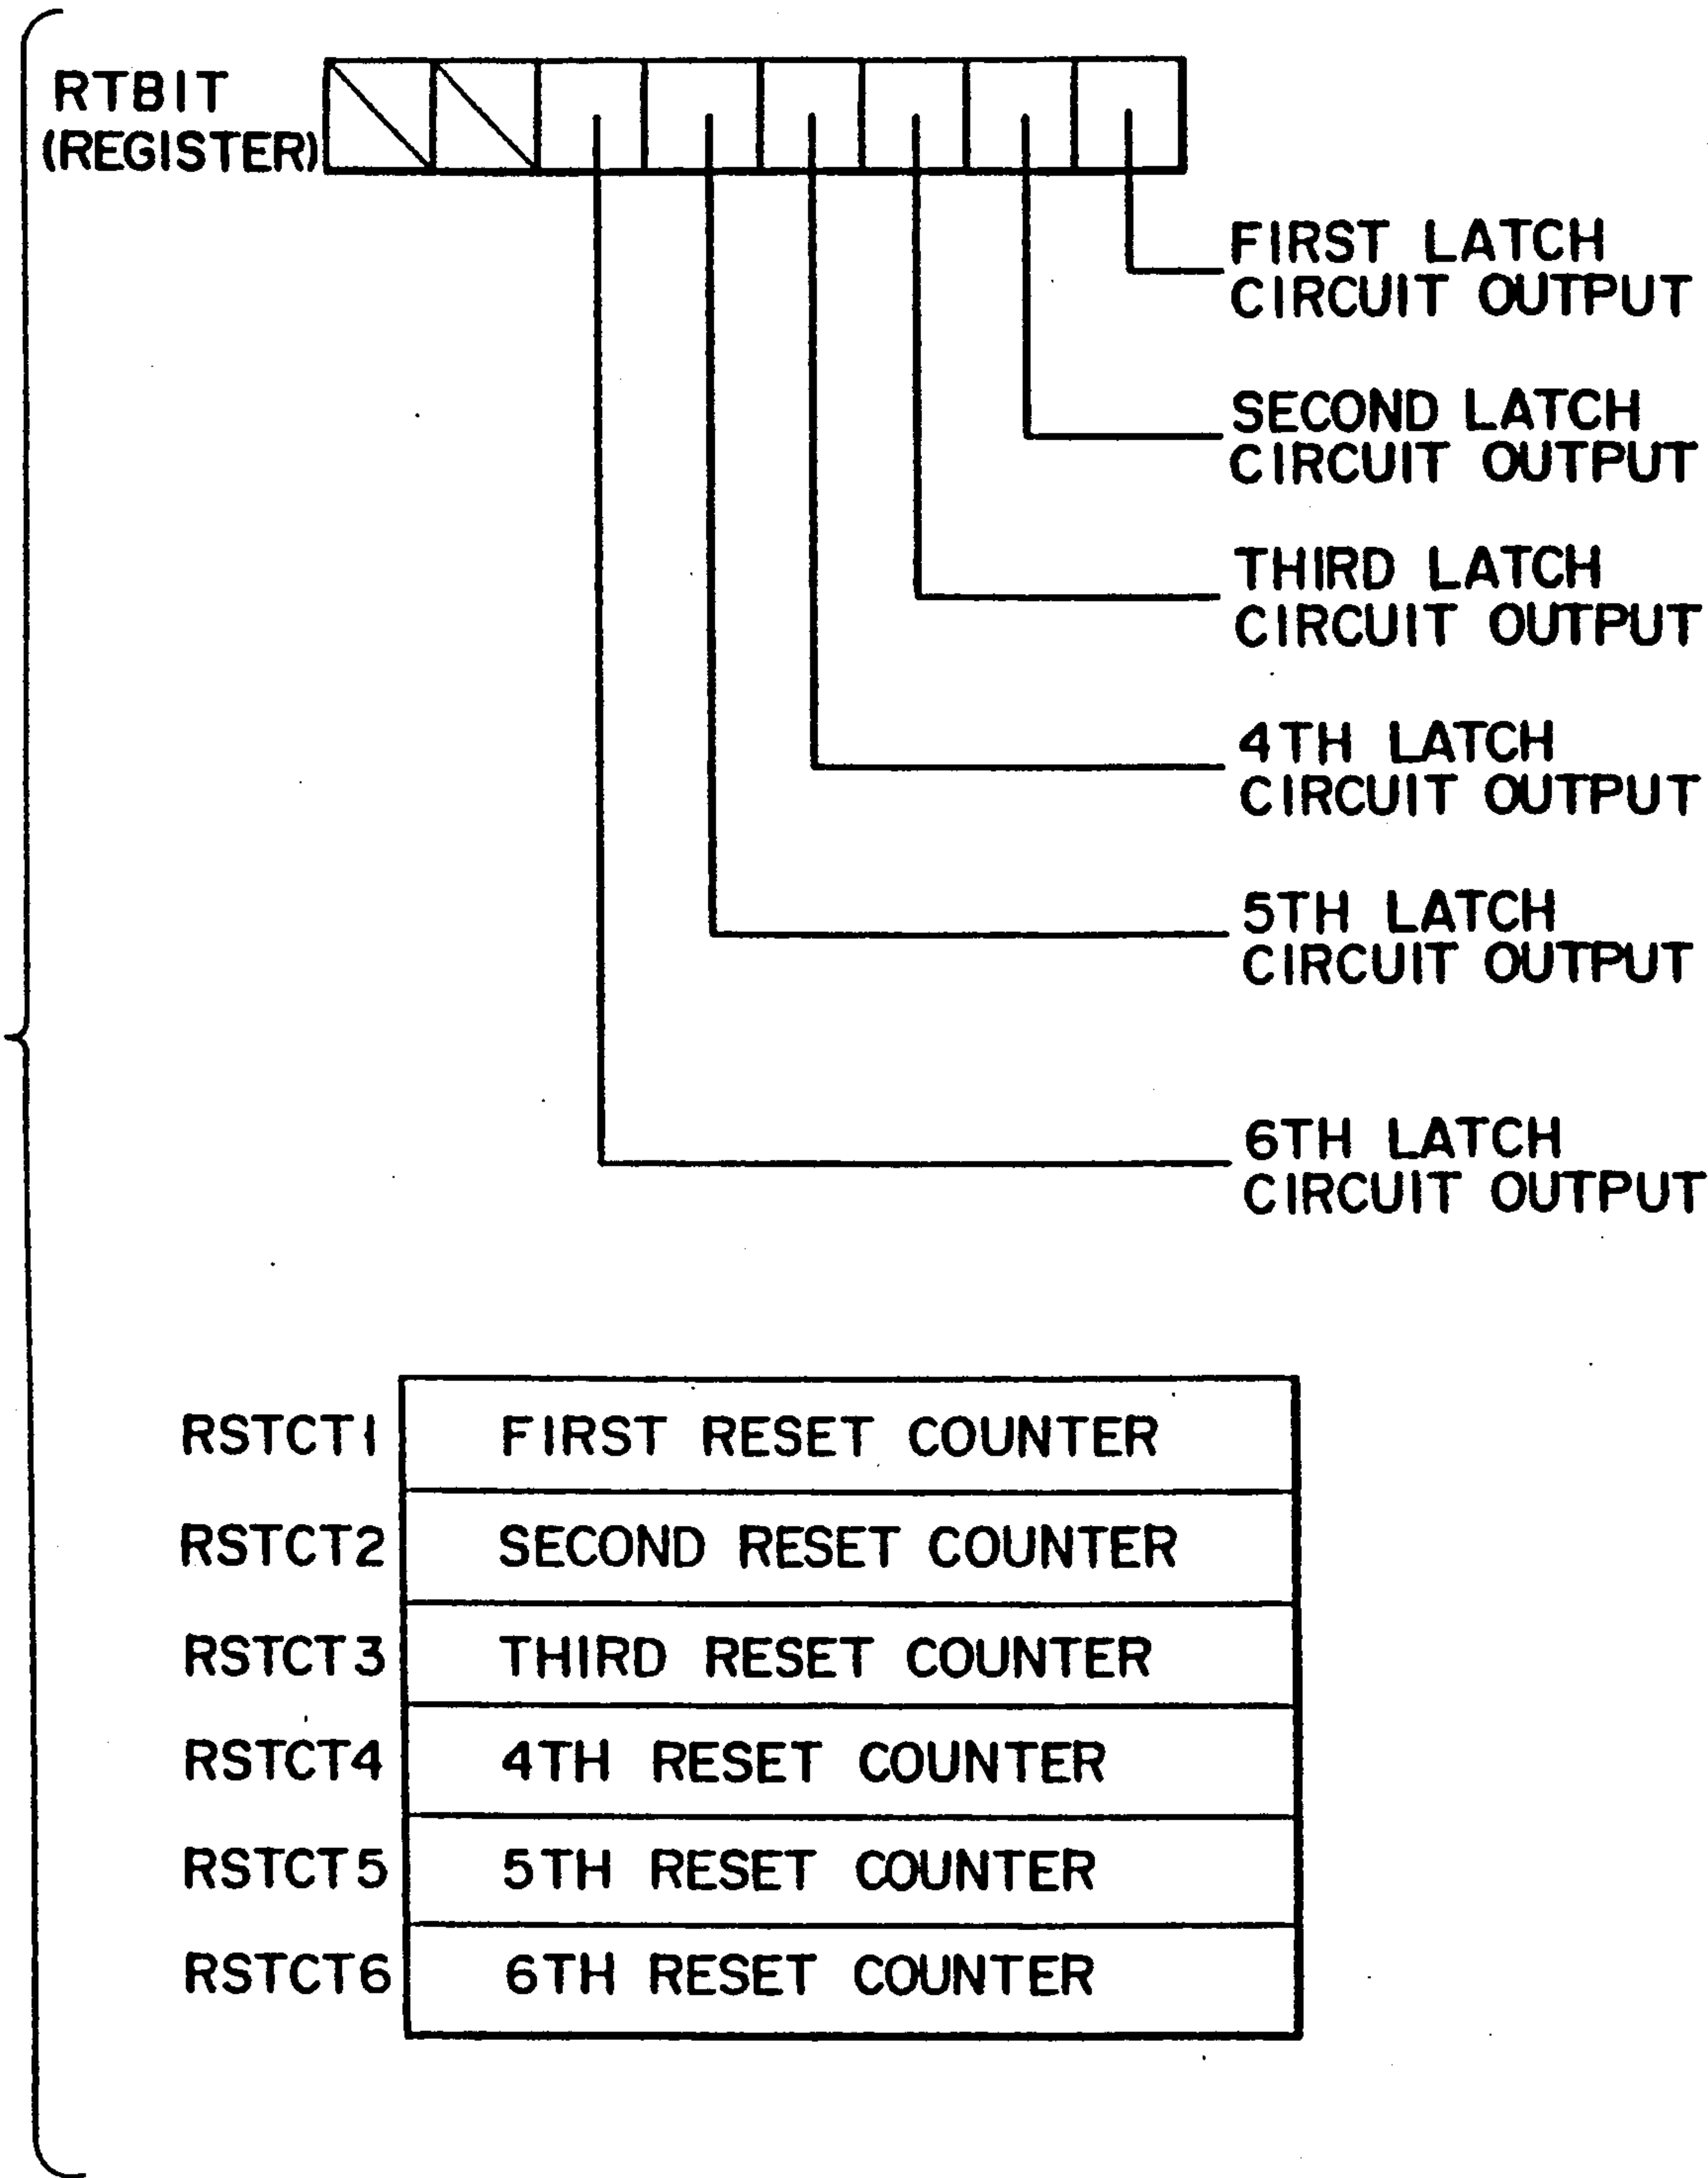 RTBIT
(REGISTER)
FIRST LATCH
CIRCUIT OUTPUT
SECOND LATCH
CIRCUIT OUTPUT
THIRD LATCH
CIRCUIT OUTPUT
4TH LATCH
CIRCUIT OUTPUT
5TH LATCH
CIRCUIT OUTPUT
6TH LATCH
CIRCUIT OUTPUT
RSTCT1 FIRST RESET COUNTER
RSTCT2 SECOND RESET COUNTER
RSTCT3 THIRD RESET COUNTER
RSTCT4 4TH RESET COUNTER
RSTCT5 5TH RESET COUNTER
RSTCT6 6TH RESET COUNTER